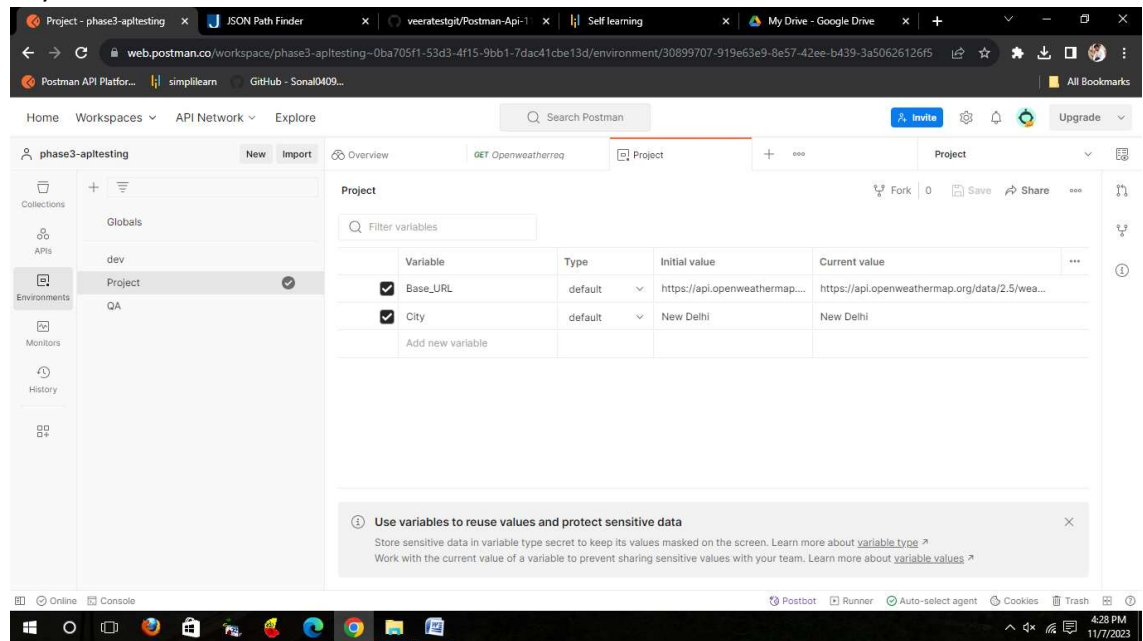 Project - phase3-apltesting
JSON Path Finder
veeratestgit/Postman-Api-1
Self learning
My Drive - Google Drive
web.postman.co/workspace/phase3-apltesting~0ba705f1-53d3-4f15-9bb1-7dac41cbe13d/environment/30899707-919e63e9-8e57-42ee-b439-3a50626126f5
Postman API Platfor...
simplilearn
GitHub - Sonal0409...
All Bookmarks
Home
Workspaces
API Network
Explore
Search Postman
Invite
Upgrade
phase3-apltesting
New
Import
Overview
GET Openweatherreq
Project
Project
Collections
APIs
Environments
Monitors
History
Globals
dev
Project
QA
Project
Fork 0
Save
Share
Filter variables
Variable Type Initial value Current value
Base_URL default https://api.openweathermap.... https://api.openweathermap.org/data/2.5/wea...
City default New Delhi New Delhi
Add new variable
Use variables to reuse values and protect sensitive data
Store sensitive data in variable type secret to keep its values masked on the screen. Learn more about variable type
Work with the current value of a variable to prevent sharing sensitive values with your team. Learn more about variable values
Online
Console
Postbot
Runner
Auto-select agent
Cookies
Trash
4:28 PM
11/7/2023